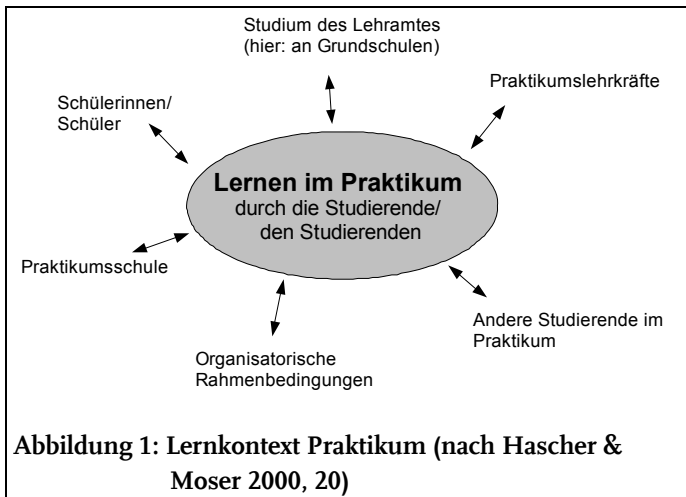 Studium des Lehramtes
(hier: an Grundschulen)
Praktikumslehrkräfte
Schülerinnen/
Schüler
Lernen im Praktikum
durch die Studierende/
den Studierenden
Praktikumsschule
Andere Studierende im
Praktikum
Organisatorische
Rahmenbedingungen
Abbildung 1: Lernkontext Praktikum (nach Hascher &
Moser 2000, 20)